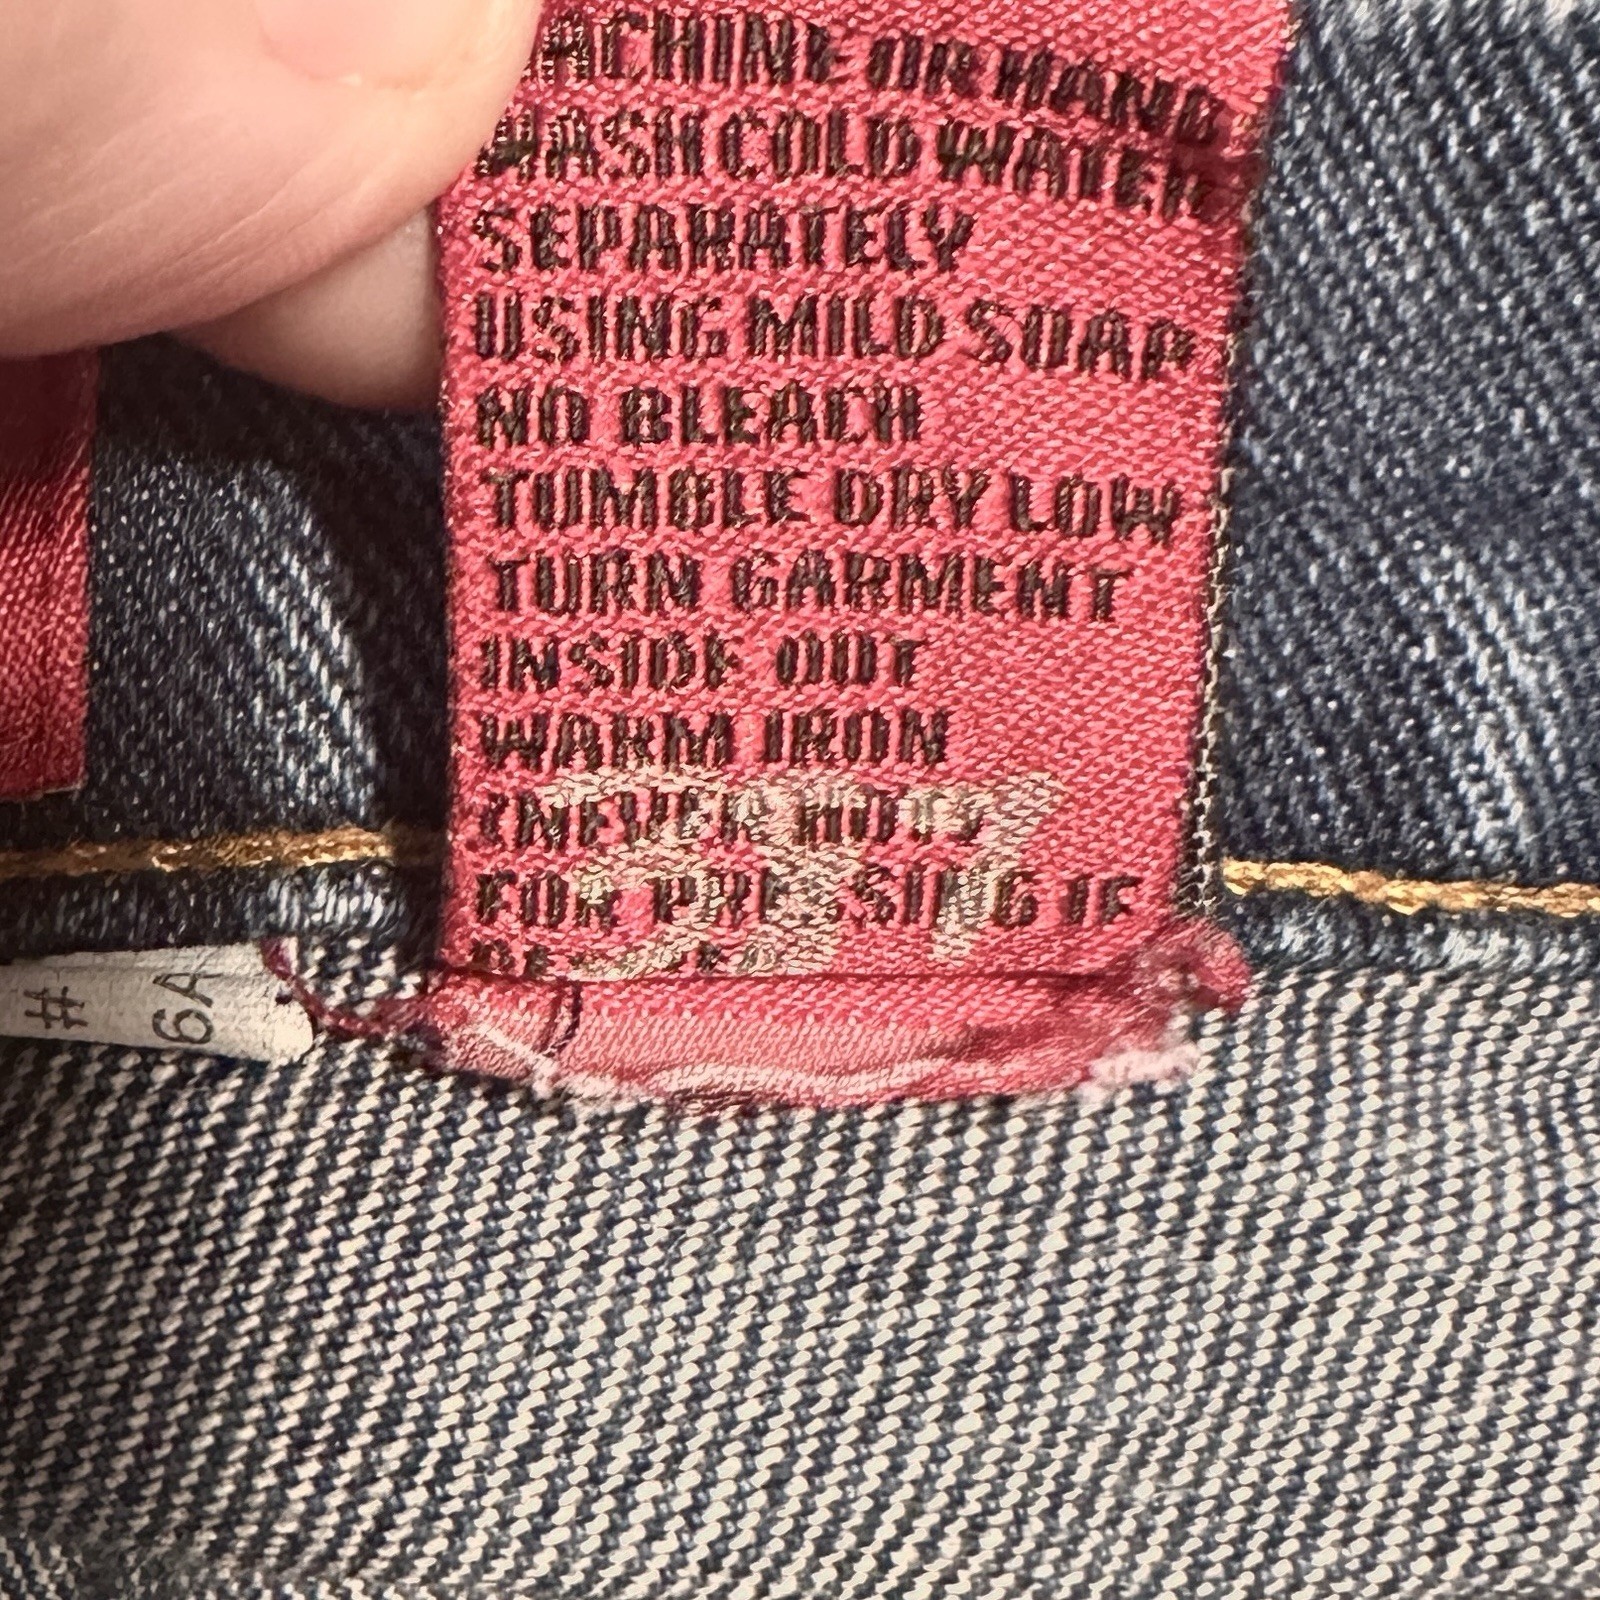 MACHINE OR HAND
WASH COLD WATER
SEPARATELY
USING MILD SOAP
NO BLEACH
TUMBLE DRY LOW
TURN GARMENT
INSIDE OUT
WARM IRON
(NEVER HOT)
FOR PRESSING IF
# 6A